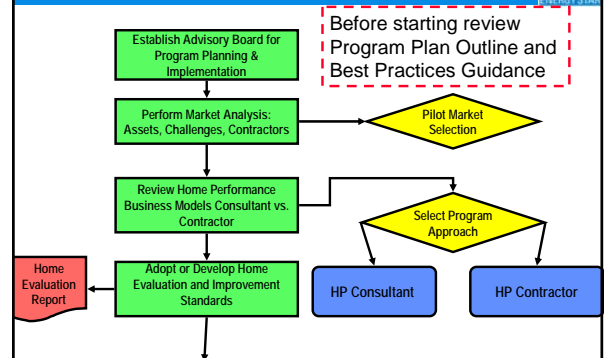 ENERGY STAR
Before starting review
Program Plan Outline and
Best Practices Guidance
Establish Advisory Board for
Program Planning &
Implementation
Perform Market Analysis:
Assets, Challenges, Contractors
Pilot Market
Selection
Review Home Performance
Business Models Consultant vs.
Contractor
Select Program
Approach
Home
Evaluation
Report
Adopt or Develop Home
Evaluation and Improvement
Standards
HP Consultant
HP Contractor